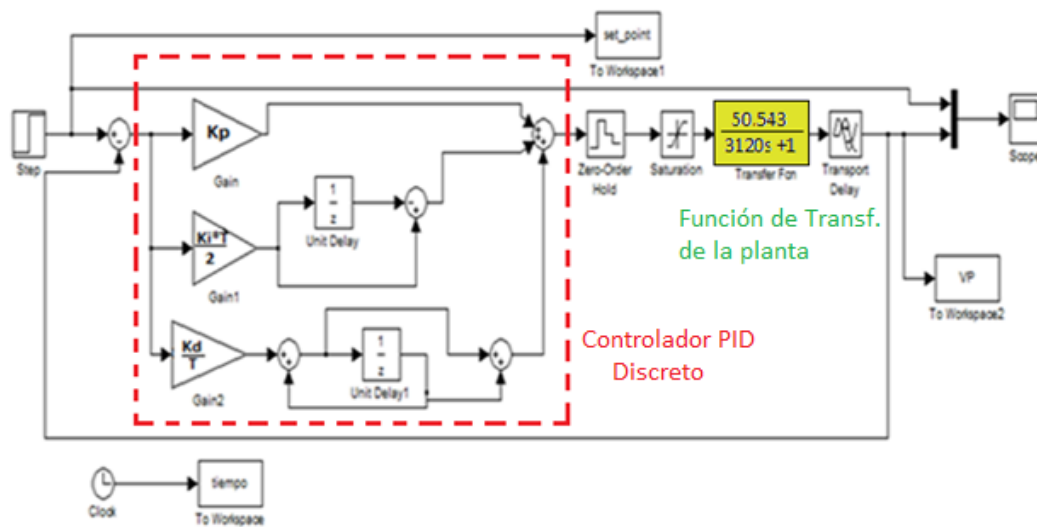 set_point
To Workspace1
Step
Kp
Gain
Ki*T
2
Gain1
1
z
Unit Delay
Kd
T
Gain2
1
z
Unit Delay1
Zero-Order
Hold
Saturation
50.543
3120s +1
Transfer Fcn
Transport
Delay
Scope
Función de Transf.
de la planta
VP
To Workspace2
Controlador PID
Discreto
Clock
tiempo
To Workspace